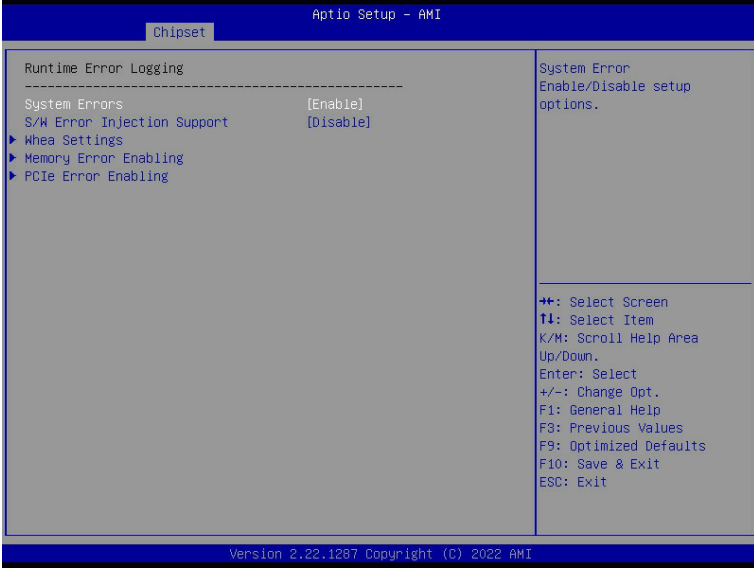 Aptio Setup - AMI
Chipset
Runtime Error Logging
------------------------------------------------
System Errors [Enable]
S/W Error Injection Support [Disable]
Whea Settings
Memory Error Enabling
PCIe Error Enabling
System Error
Enable/Disable setup
options.
→←: Select Screen
↑↓: Select Item
K/M: Scroll Help Area
Up/Down.
Enter: Select
+/-: Change Opt.
F1: General Help
F3: Previous Values
F9: Optimized Defaults
F10: Save & Exit
ESC: Exit
Version 2.22.1287 Copyright (C) 2022 AMI